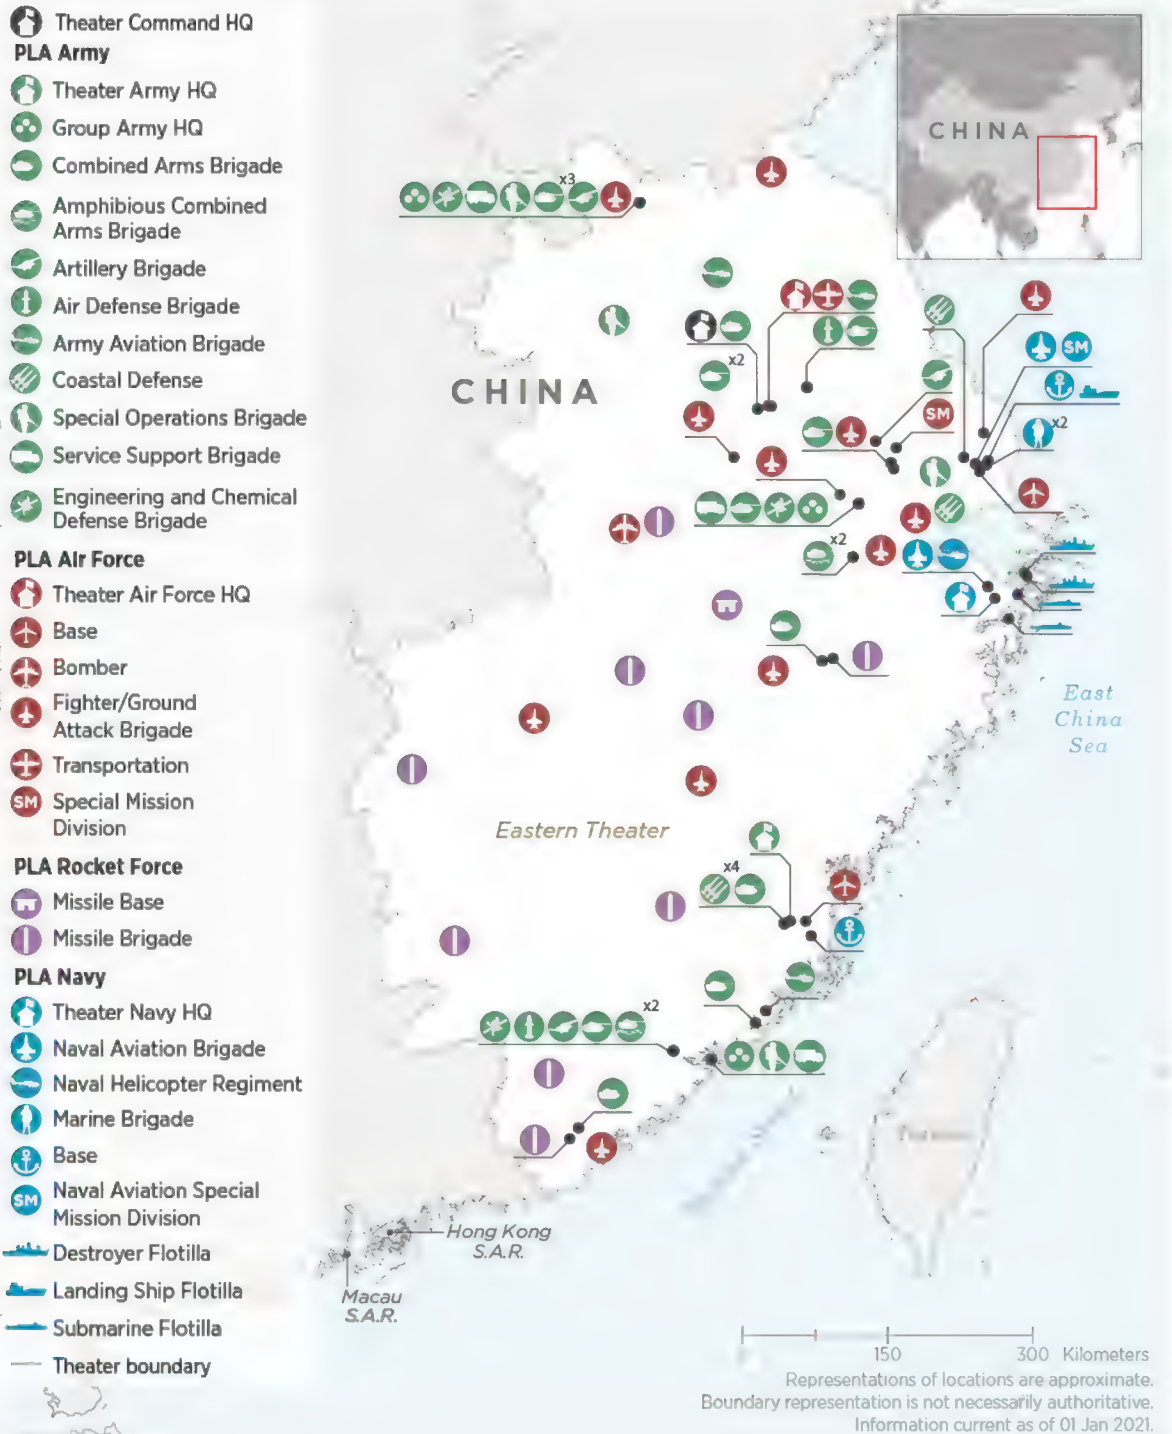 Theater Command HQ
PLA Army
Theater Army HQ
Group Army HQ
Combined Arms Brigade
Amphibious Combined
Arms Brigade
Artillery Brigade
Air Defense Brigade
Army Aviation Brigade
Coastal Defense
Special Operations Brigade
Service Support Brigade
Engineering and Chemical
Defense Brigade
PLA Air Force
Theater Air Force HQ
Base
Bomber
Fighter/Ground
Attack Brigade
Transportation
SM
Special Mission
Division
PLA Rocket Force
Missile Base
Missile Brigade
PLA Navy
Theater Navy HQ
Naval Aviation Brigade
Naval Helicopter Regiment
Marine Brigade
Base
SM
Naval Aviation Special
Mission Division
Destroyer Flotilla
Landing Ship Flotilla
Submarine Flotilla
Theater boundary
CHINA
x3
x2
SM
CHINA
SM
x2
x2
East
China
Sea
Eastern Theater
x4
x2
Hong Kong
S.A.R.
Macau
S.A.R.
150
300 Kilometers
Representations of locations are approximate.
Boundary representation is not necessarily authoritative.
Information current as of 01 Jan 2021.